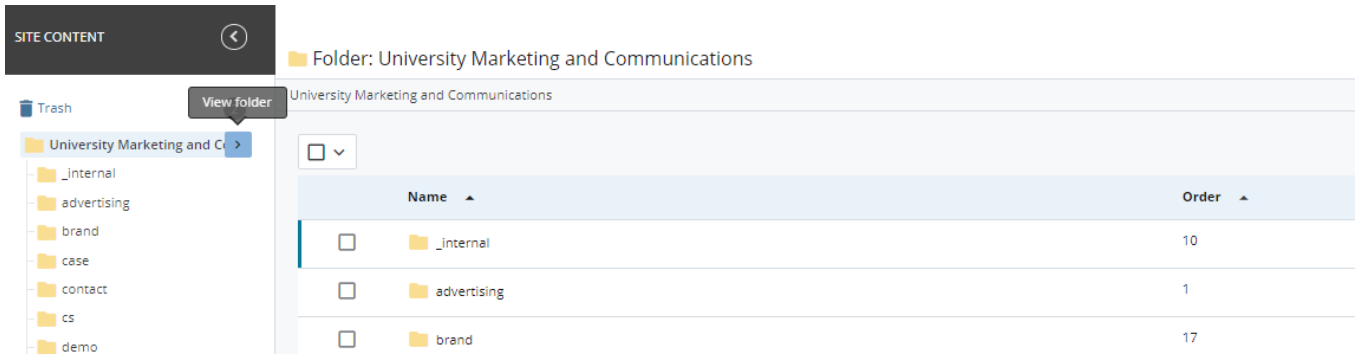 SITE CONTENT
Trash
View folder
University Marketing and C
_internal
advertising
brand
case
contact
cs
demo
Folder: University Marketing and Communications
University Marketing and Communications
Name Order
_internal 10
advertising 1
brand 17